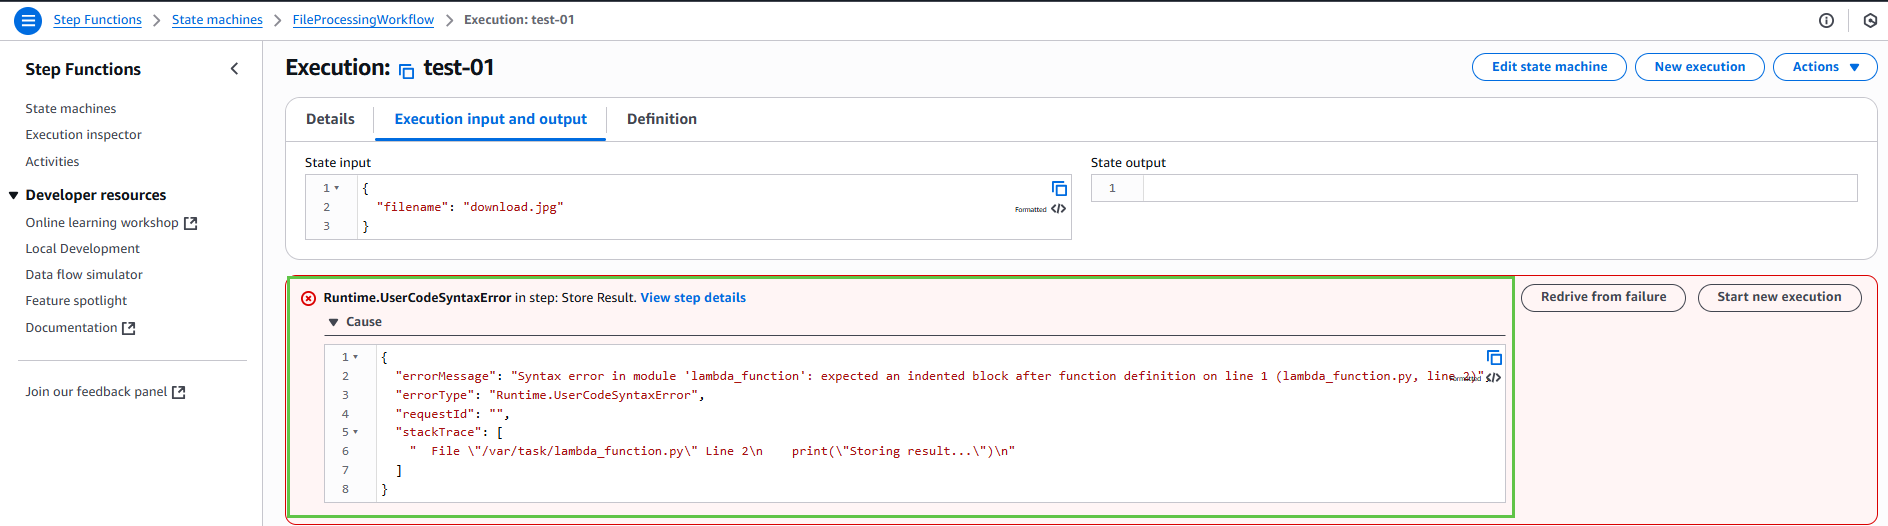 Step Functions > State machines > FileProcessingWorkflow > Execution: test-01
Step Functions
State machines
Execution inspector
Activities
Developer resources
Online learning workshop
Local Development
Data flow simulator
Feature spotlight
Documentation
Join our feedback panel
Execution: test-01
Edit state machine
New execution
Actions
Details
Execution input and output
Definition
State input
1 {
2 "filename": "download.jpg"
3 }
Formatted </>
State output
1
Runtime.UserCodeSyntaxError in step: Store Result. View step details
Redrive from failure
Start new execution
Cause
1 {
2 "errorMessage": "Syntax error in module 'lambda_function': expected an indented block after function definition on line 1 (lambda_function.py, line 2)",
Formatted </>
3 "errorType": "Runtime.UserCodeSyntaxError",
4 "requestId": "",
5 "stackTrace": [
6 "  File \"/var/task/lambda_function.py\" Line 2\n    print(\"Storing result...\")\n"
7 ]
8 }